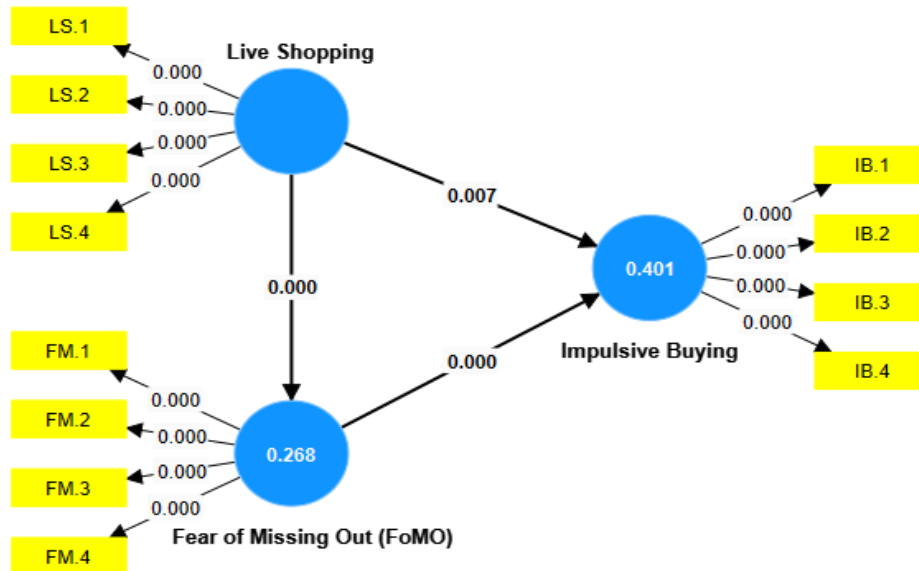 LS.1
Live Shopping
0.000
LS.2
0.000
LS.3
0.000
0.000
LS.4
0.007
IB.1
0.000
IB.2
0.000
0.401
0.000
IB.3
0.000
0.000
Impulsive Buying
IB.4
FM.1
0.000
0.000
FM.2
0.000
0.268
FM.3
0.000
0.000
FM.4
Fear of Missing Out (FoMO)